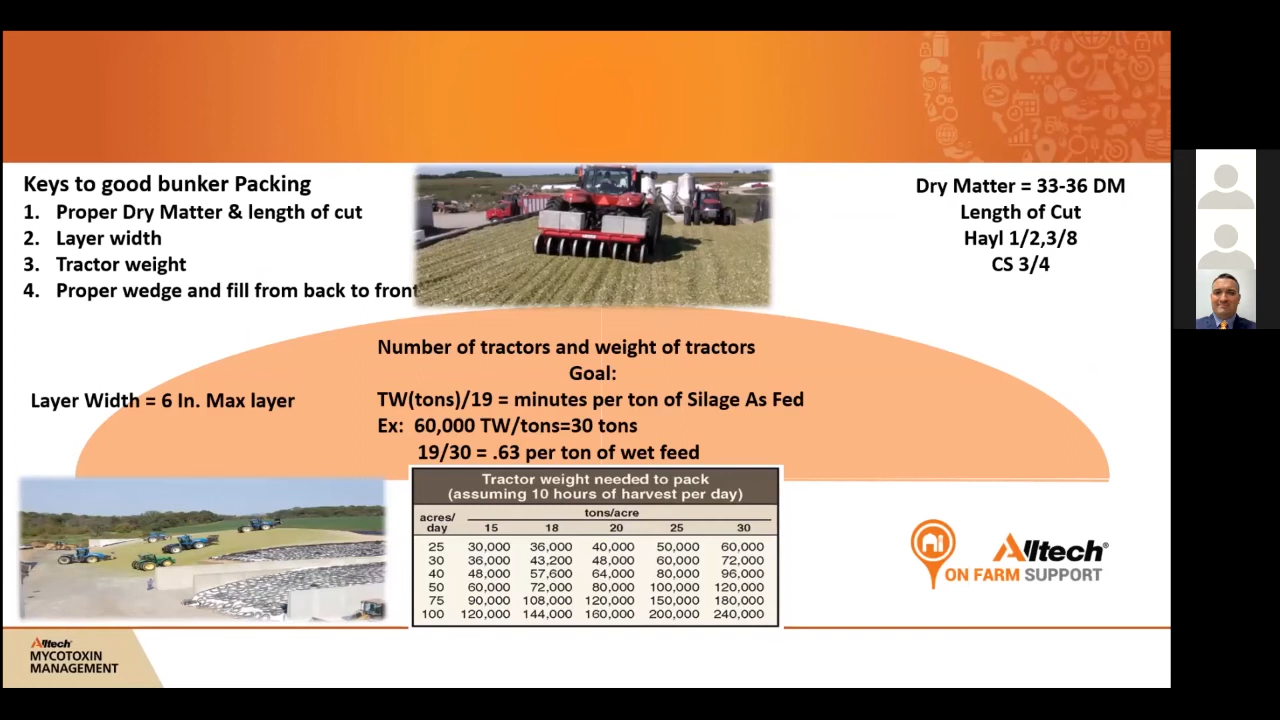 Keys to good bunker Packing
1. Proper Dry Matter & length of cut
2. Layer width
3. Tractor weight
4. Proper wedge and fill from back to front
Dry Matter = 33-36 DM
Length of Cut
Hayl 1/2,3/8
CS 3/4
Layer Width = 6 In. Max layer
Number of tractors and weight of tractors
Goal:
TW(tons)/19 = minutes per ton of Silage As Fed
Ex: 60,000 TW/tons=30 tons
19/30 = .63 per ton of wet feed
Tractor weight needed to pack
(assuming 10 hours of harvest per day)
tons/acre
acres/
day 15 18 20 25 30
25 30,000 36,000 40,000 50,000 60,000
30 36,000 43,200 48,000 60,000 72,000
40 48,000 57,600 64,000 80,000 96,000
50 60,000 72,000 80,000 100,000 120,000
75 90,000 108,000 120,000 150,000 180,000
100 120,000 144,000 160,000 200,000 240,000
Alltech®
ON FARM SUPPORT
Alltech®
MYCOTOXIN
MANAGEMENT